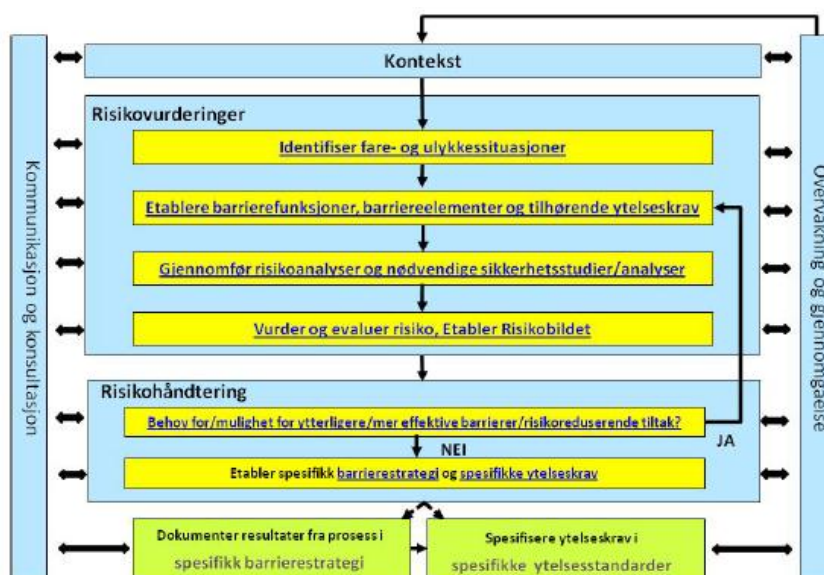 Kommunikasjon og konsultasjon
Kontekst
Risikovurderinger
Identifiser fare- og ulykkessituasjoner
Etablere barrierefunksjoner, barriereelementer og tilhørende ytelseskrav
Gjennomfør risikoanalyser og nødvendige sikkerhetsstudier/analyser
Vurder og evaluer risiko, Etabler Risikobildet
Risikohåndtering
Behov for/mulighet for ytterligere/mer effektive barrierer/risikoreduserende tiltak?
JA
NEI
Etabler spesifikk barrierestrategi og spesifikke ytelseskrav
Dokumenter resultater fra prosess i
spesifikk barrierestrategi
Spesifisere ytelseskrav i
spesifikke ytelsesstandarder
Overvåkning og gjennomgåelse